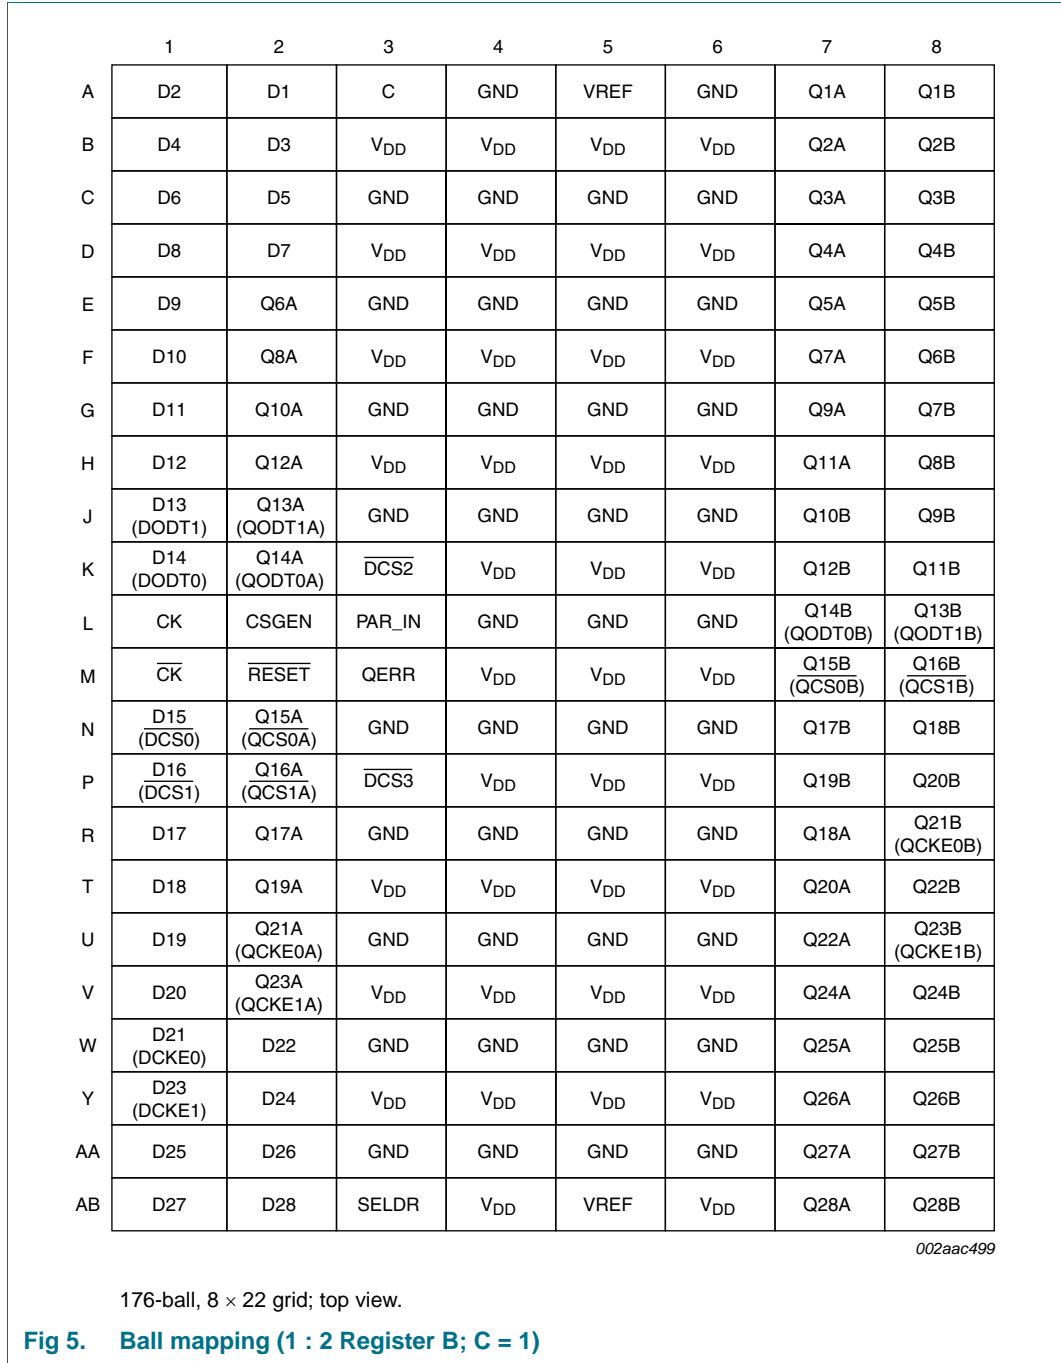 1 2 3 4 5 6 7 8
A D2 D1 C GND VREF GND Q1A Q1B
B D4 D3 VDD VDD VDD VDD Q2A Q2B
C D6 D5 GND GND GND GND Q3A Q3B
D D8 D7 VDD VDD VDD VDD Q4A Q4B
E D9 Q6A GND GND GND GND Q5A Q5B
F D10 Q8A VDD VDD VDD VDD Q7A Q6B
G D11 Q10A GND GND GND GND Q9A Q7B
H D12 Q12A VDD VDD VDD VDD Q11A Q8B
J D13 (DODT1) Q13A (QODT1A) GND GND GND GND Q10B Q9B
K D14 (DODT0) Q14A (QODT0A) D̅C̅S̅2̅ VDD VDD VDD Q12B Q11B
L CK CSGEN PAR_IN GND GND GND Q14B (QODT0B) Q13B (QODT1B)
M C̅K̅ R̅E̅S̅E̅T̅ QERR VDD VDD VDD Q15B (Q̅C̅S̅0̅B̅) Q16B (Q̅C̅S̅1̅B̅)
N D15 (D̅C̅S̅0̅) Q15A (Q̅C̅S̅0̅A̅) GND GND GND GND Q17B Q18B
P D16 (D̅C̅S̅1̅) Q16A (Q̅C̅S̅1̅A̅) D̅C̅S̅3̅ VDD VDD VDD Q19B Q20B
R D17 Q17A GND GND GND GND Q18A Q21B (QCKE0B)
T D18 Q19A VDD VDD VDD VDD Q20A Q22B
U D19 Q21A (QCKE0A) GND GND GND GND Q22A Q23B (QCKE1B)
V D20 Q23A (QCKE1A) VDD VDD VDD VDD Q24A Q24B
W D21 (DCKE0) D22 GND GND GND GND Q25A Q25B
Y D23 (DCKE1) D24 VDD VDD VDD VDD Q26A Q26B
AA D25 D26 GND GND GND GND Q27A Q27B
AB D27 D28 SELDR VDD VREF VDD Q28A Q28B
002aac499
176-ball, 8 × 22 grid; top view.
Fig 5. Ball mapping (1 : 2 Register B; C = 1)